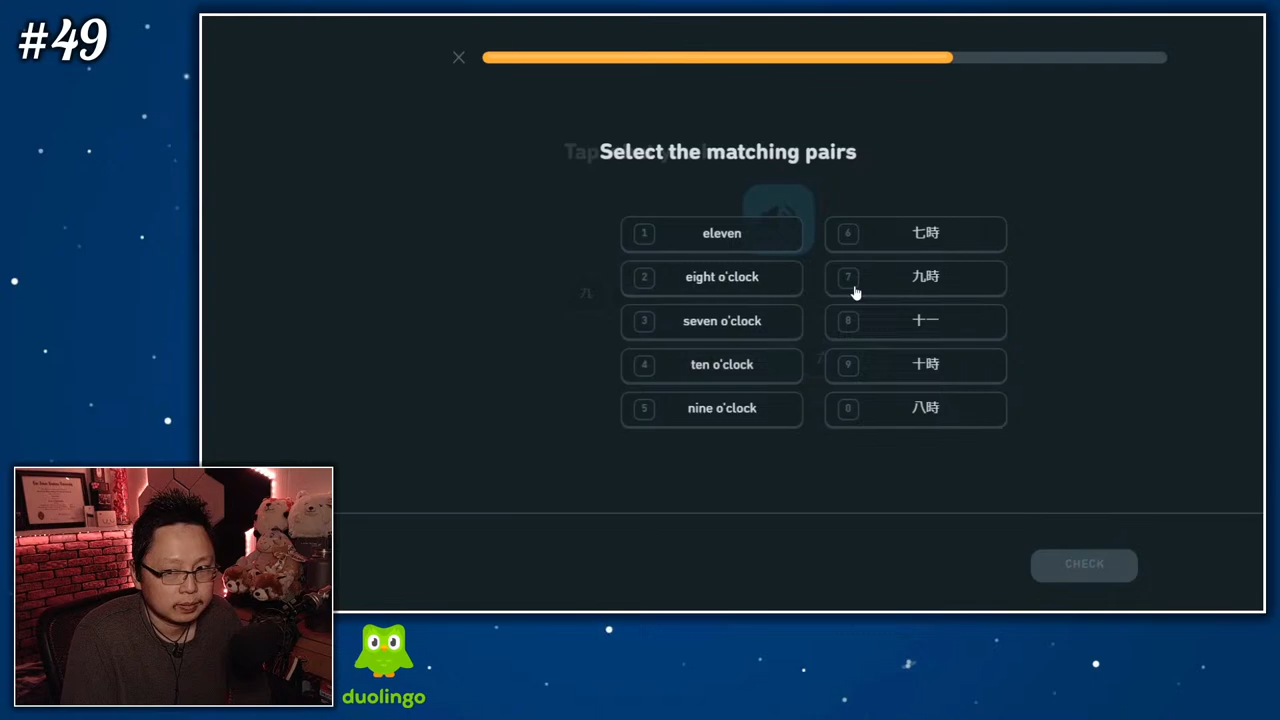 #49
Select the matching pairs
1 eleven
6 七時
2 eight o'clock
7 九時
3 seven o'clock
8 十一
4 ten o'clock
9 十時
5 nine o'clock
0 八時
CHECK
duolingo